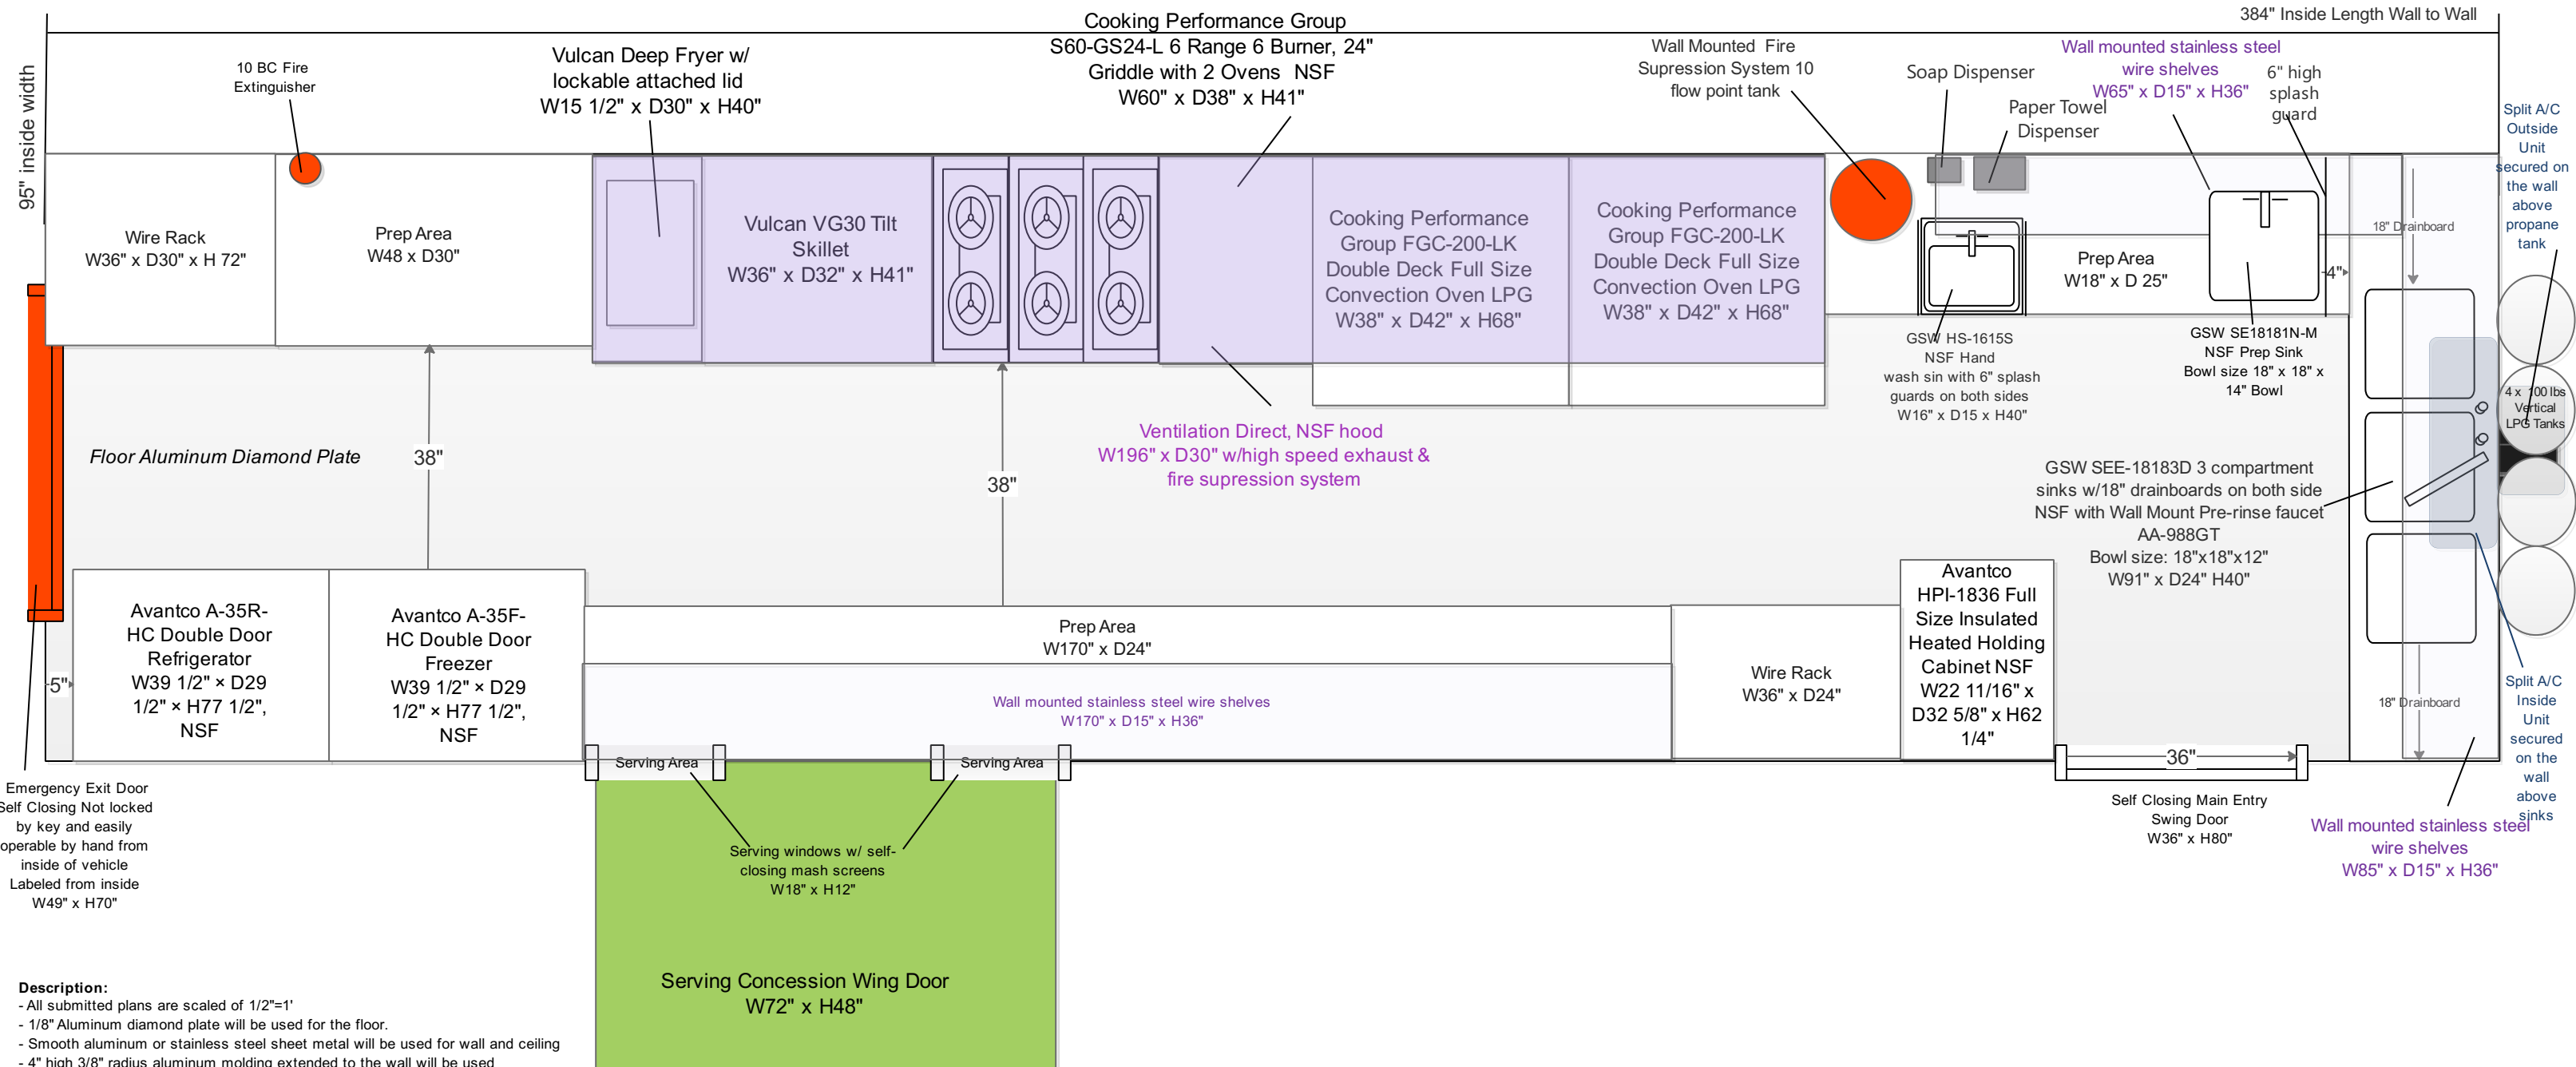 384" Inside Length Wall to Wall
95" inside width
10 BC Fire
Extinguisher
Vulcan Deep Fryer w/
lockable attached lid
W15 1/2" x D30" x H40"
Cooking Performance Group
S60-GS24-L 6 Range 6 Burner, 24"
Griddle with 2 Ovens NSF
W60" x D38" x H41"
Wall Mounted Fire
Supression System 10
flow point tank
Soap Dispenser
Paper Towel
Dispenser
Wall mounted stainless steel
wire shelves
W65" x D15" x H36"
6" high
splash
guard
Split A/C
Outside
Unit
secured on
the wall
above
propane
tank
Wire Rack
W36" x D30" x H 72"
Prep Area
W48 x D30"
Vulcan VG30 Tilt
Skillet
W36" x D32" x H41"
Cooking Performance
Group FGC-200-LK
Double Deck Full Size
Convection Oven LPG
W38" x D42" x H68"
Cooking Performance
Group FGC-200-LK
Double Deck Full Size
Convection Oven LPG
W38" x D42" x H68"
Prep Area
W18" x D 25"
4"
18" Drainboard
GSW HS-1615S
NSF Hand
wash sin with 6" splash
guards on both sides
W16" x D15 x H40"
GSW SE18181N-M
NSF Prep Sink
Bowl size 18" x 18" x
14" Bowl
4 x 100 lbs
Vertical
LPG Tanks
Floor Aluminum Diamond Plate
38"
38"
Ventilation Direct, NSF hood
W196" x D30" w/high speed exhaust &
fire supression system
GSW SEE-18183D 3 compartment
sinks w/18" drainboards on both side
NSF with Wall Mount Pre-rinse faucet
AA-988GT
Bowl size: 18"x18"x12"
W91" x D24" H40"
5"
Avantco A-35R-
HC Double Door
Refrigerator
W39 1/2" × D29
1/2" × H77 1/2",
NSF
Avantco A-35F-
HC Double Door
Freezer
W39 1/2" × D29
1/2" × H77 1/2",
NSF
Prep Area
W170" x D24"
Wall mounted stainless steel wire shelves
W170" x D15" x H36"
Wire Rack
W36" x D24"
Avantco
HPI-1836 Full
Size Insulated
Heated Holding
Cabinet NSF
W22 11/16" x
D32 5/8" x H62
1/4"
18" Drainboard
Split A/C
Inside
Unit
secured
on the
wall
above
sinks
Serving Area
Serving Area
36"
Emergency Exit Door
Self Closing Not locked
by key and easily
operable by hand from
inside of vehicle
Labeled from inside
W49" x H70"
Serving windows w/ self-
closing mash screens
W18" x H12"
Self Closing Main Entry
Swing Door
W36" x H80"
Wall mounted stainless steel
wire shelves
W85" x D15" x H36"
Serving Concession Wing Door
W72" x H48"
Description:
- All submitted plans are scaled of 1/2"=1'
- 1/8" Aluminum diamond plate will be used for the floor.
- Smooth aluminum or stainless steel sheet metal will be used for wall and ceiling
- 4" high 3/8" radius aluminum molding extended to the wall will be used